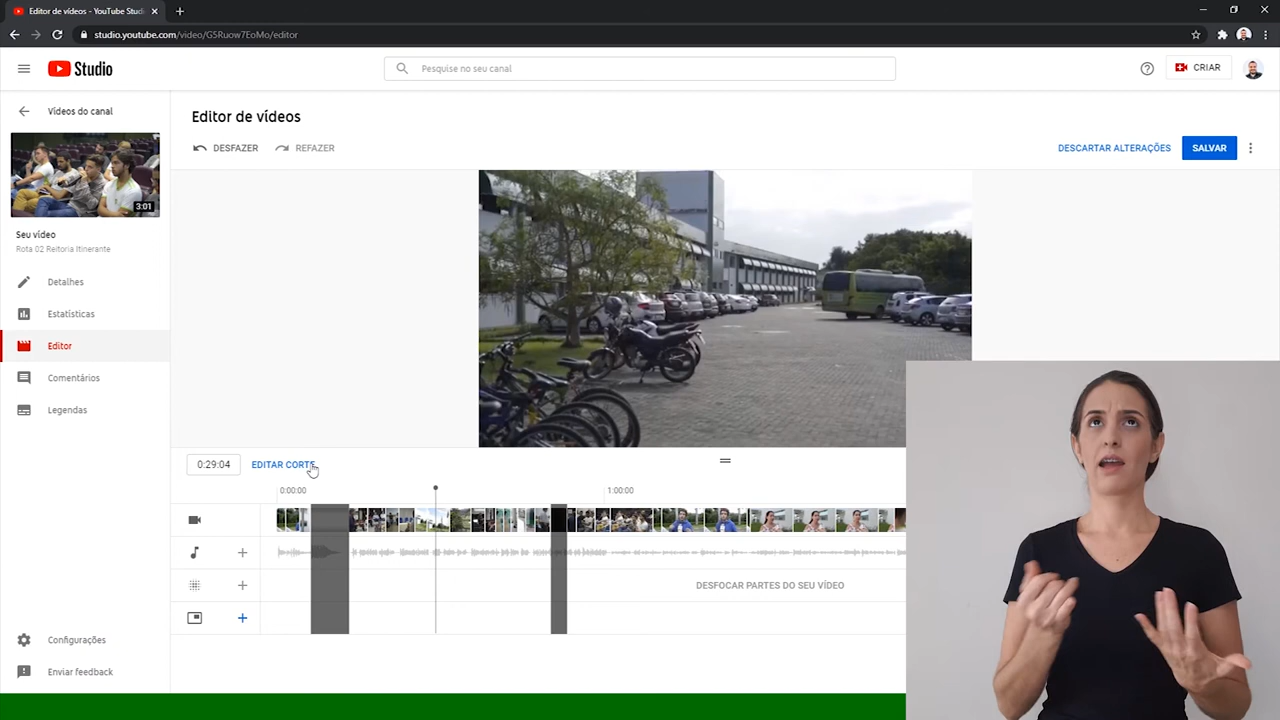 Editor de vídeos - YouTube Studi
studio.youtube.com/video/G5Ruow7EoMo/editor
Studio
Pesquise no seu canal
CRIAR
Vídeos do canal
3:01
Seu vídeo
Rota 02 Reitoria Itinerante
Detalhes
Estatísticas
Editor
Comentários
Legendas
Configurações
Enviar feedback
Editor de vídeos
DESFAZER
REFAZER
DESCARTAR ALTERAÇÕES
SALVAR
0:29:04
EDITAR CORTE
0:00:00
1:00:00
DESFOCAR PARTES DO SEU VÍDEO